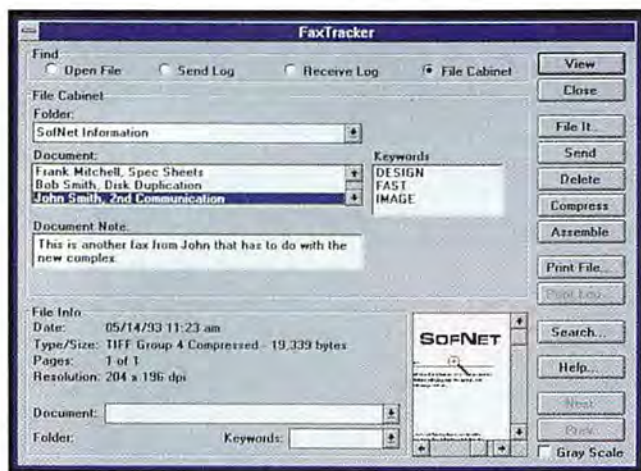 FaxTracker
Find
Open File
Send Log
Receive Log
File Cabinet
File Cabinet
Folder:
SofNet Information
Document:
Frank Mitchell, Spec Sheets
Bob Smith, Disk Duplication
John Smith, 2nd Communication
Keywords
DESIGN
FAST
IMAGE
Document Note:
This is another fax from John that has to do with the
new complex
File Info
Date: 05/14/93 11:23 am
Type/Size: TIFF Group 4 Compressed - 19,339 bytes
Pages: 1 of 1
Resolution: 204 x 196 dpi
Document:
Folder:
Keywords:
SOFNET
View
Close
File It...
Send
Delete
Compress
Assemble
Print File...
Print Log...
Search...
Help...
Next
Prev
Gray Scale